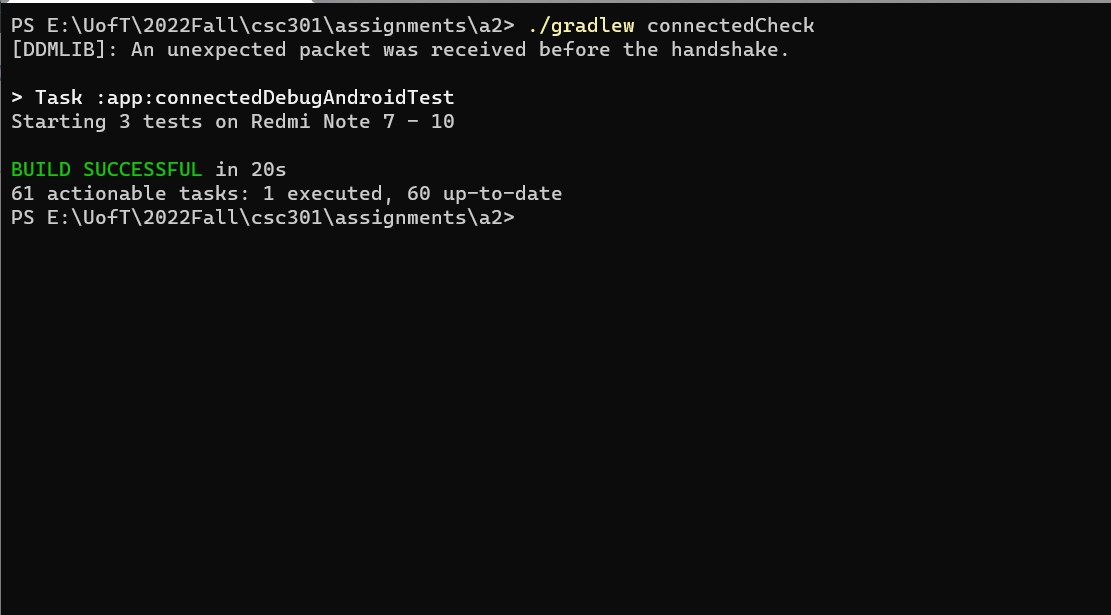 PS E:\UofT\2022Fall\csc301\assignments\a2> ./gradlew connectedCheck
[DDMLIB]: An unexpected packet was received before the handshake.
> Task :app:connectedDebugAndroidTest
Starting 3 tests on Redmi Note 7 - 10
BUILD SUCCESSFUL in 20s
61 actionable tasks: 1 executed, 60 up-to-date
PS E:\UofT\2022Fall\csc301\assignments\a2>